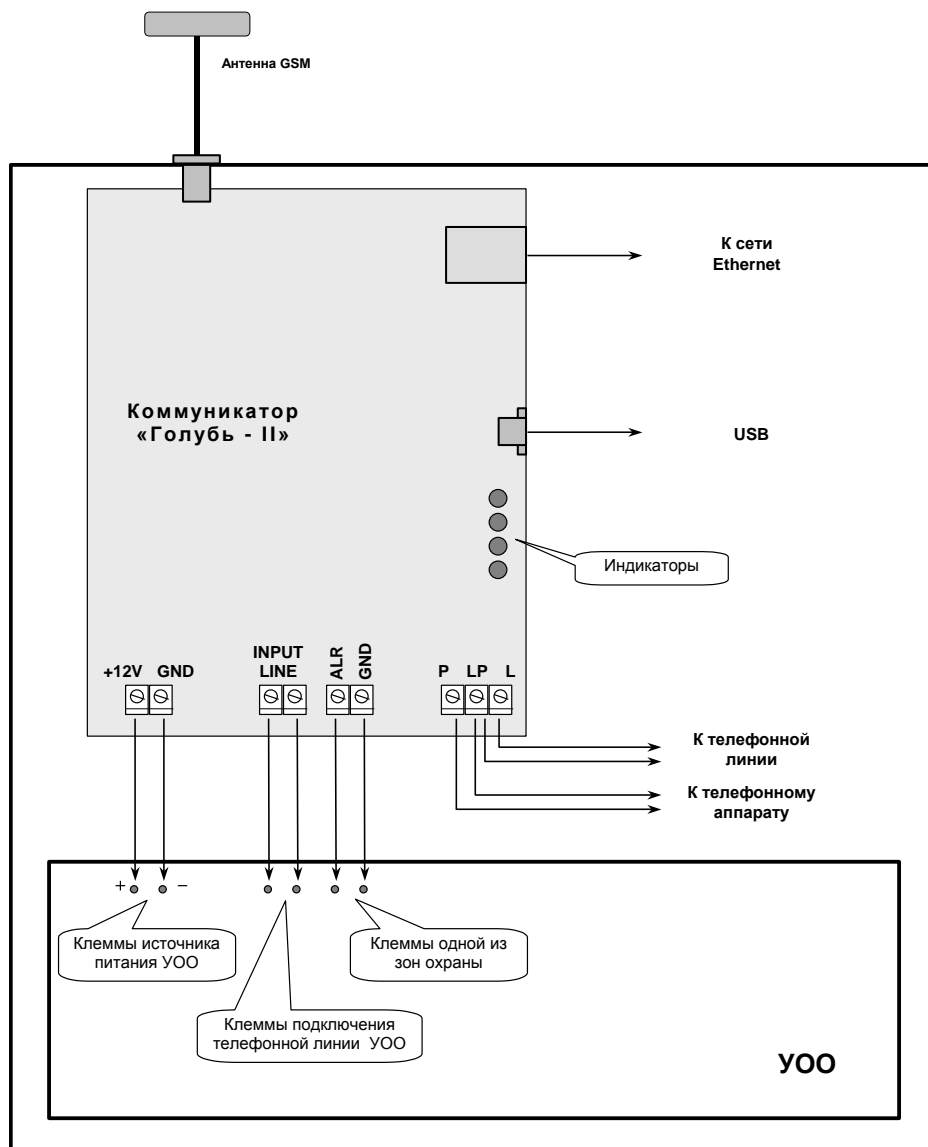 Антенна GSM
К сети
Ethernet
Коммуникатор
«Голубь - II»
USB
Индикаторы
+12V GND
INPUT
LINE
ALR
GND
P LP L
К телефонной
линии
К телефонному
аппарату
+ –
Клеммы источника
питания УОО
Клеммы одной из
зон охраны
Клеммы подключения
телефонной линии УОО
УОО